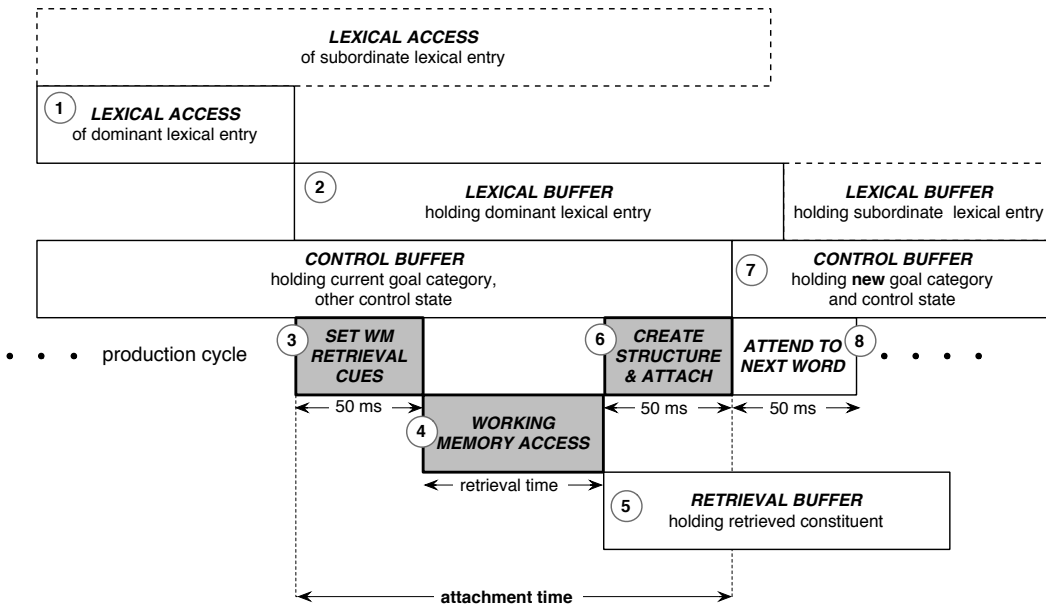 LEXICAL ACCESS
of subordinate lexical entry
1
LEXICAL ACCESS
of dominant lexical entry
2
LEXICAL BUFFER
holding dominant lexical entry
LEXICAL BUFFER
holding subordinate lexical entry
CONTROL BUFFER
holding current goal category,
other control state
7
CONTROL BUFFER
holding new goal category
and control state
production cycle
3
SET WM
RETRIEVAL
CUES
6
CREATE
STRUCTURE
& ATTACH
ATTEND TO
NEXT WORD
8
50 ms
50 ms
50 ms
4
WORKING
MEMORY ACCESS
retrieval time
5
RETRIEVAL BUFFER
holding retrieved constituent
attachment time